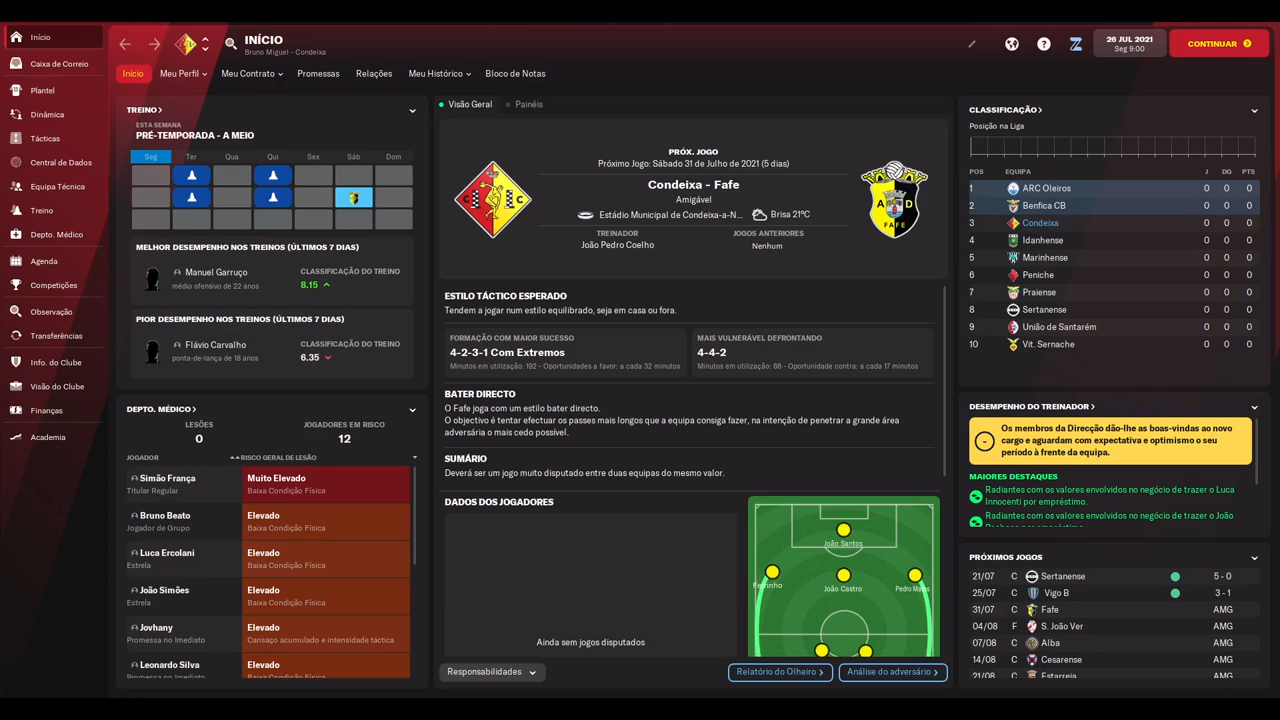 Início
Caixa de Correio
Plantel
Dinâmica
Tácticas
Central de Dados
Equipa Técnica
Treino
Depto. Médico
Agenda
Competições
Observação
Transferências
Info. do Clube
Visão do Clube
Finanças
Academia
INÍCIO
Bruno Miguel - Condeixa
26 JUL 2021
Seg 9:00
CONTINUAR
Início
Meu Perfil
Meu Contrato
Promessas
Relações
Meu Histórico
Bloco de Notas
TREINO
ESTA SEMANA
PRÉ-TEMPORADA - A MEIO
Seg Ter Qua Qui Sex Sáb Dom
MELHOR DESEMPENHO NOS TREINOS (ÚLTIMOS 7 DIAS)
Manuel Garruço
médio ofensivo de 22 anos
CLASSIFICAÇÃO DO TREINO
8.15
PIOR DESEMPENHO NOS TREINOS (ÚLTIMOS 7 DIAS)
Flávio Carvalho
ponta-de-lança de 18 anos
CLASSIFICAÇÃO DO TREINO
6.35
DEPTO. MÉDICO
LESÕES
0
JOGADORES EM RISCO
12
JOGADOR RISCO GERAL DE LESÃO
Simão França Muito Elevado
Titular Regular Baixa Condição Física
Bruno Beato Elevado
Jogador de Grupo Baixa Condição Física
Luca Ercolani Elevado
Estrela Baixa Condição Física
João Simões Elevado
Estrela Baixa Condição Física
Jovhany Elevado
Promessa no Imediato Cansaço acumulado e intensidade táctica
Leonardo Silva Elevado
Promessa no Imediato Baixa Condição Física
Visão Geral
Painéis
PRÓX. JOGO
Próximo Jogo: Sábado 31 de Julho de 2021 (5 dias)
Condeixa - Fafe
Amigável
Estádio Municipal de Condeixa-a-N... Brisa 21ºC
TREINADOR JOGOS ANTERIORES
João Pedro Coelho Nenhum
ESTILO TÁCTICO ESPERADO
Tendem a jogar num estilo equilibrado, seja em casa ou fora.
FORMAÇÃO COM MAIOR SUCESSO
4-2-3-1 Com Extremos
Minutos em utilização: 192 - Oportunidades a favor: a cada 32 minutos
MAIS VULNERÁVEL DEFRONTANDO
4-4-2
Minutos em utilização: 68 - Oportunidade contra: a cada 17 minutos
BATER DIRECTO
O Fafe joga com um estilo bater directo.
O objectivo é tentar efectuar os passes mais longos que a equipa consiga fazer, na intenção de penetrar a grande área
adversária o mais cedo possível.
SUMÁRIO
Deverá ser um jogo muito disputado entre duas equipas do mesmo valor.
DADOS DOS JOGADORES
Ainda sem jogos disputados
João Santos
Ferrinho
João Castro
Responsabilidades
Relatório do Olheiro
Análise do adversário
CLASSIFICAÇÃO
Posição na Liga
POS EQUIPA J DG PTS
1 ARC Oleiros 0 0 0
2 Benfica CB 0 0 0
3 Condeixa 0 0 0
4 Idanhense 0 0 0
5 Marinhense 0 0 0
6 Peniche 0 0 0
7 Praiense 0 0 0
8 Sertanense 0 0 0
9 União de Santarém 0 0 0
10 Vit. Sernache 0 0 0
DESEMPENHO DO TREINADOR
Os membros da Direcção dão-lhe as boas-vindas ao novo
cargo e aguardam com expectativa e optimismo o seu
período à frente da equipa.
MAIORES DESTAQUES
Radiantes com os valores envolvidos no negócio de trazer o Luca
Innocenti por empréstimo.
Radiantes com os valores envolvidos no negócio de trazer o João
PRÓXIMOS JOGOS
21/07 C Sertanense 5 - 0
25/07 C Vigo B 3 - 1
31/07 C Fafe AMG
04/08 F S. João Ver AMG
07/08 C Alba AMG
14/08 C Cesarense AMG
21/08 C Estarreja AMG